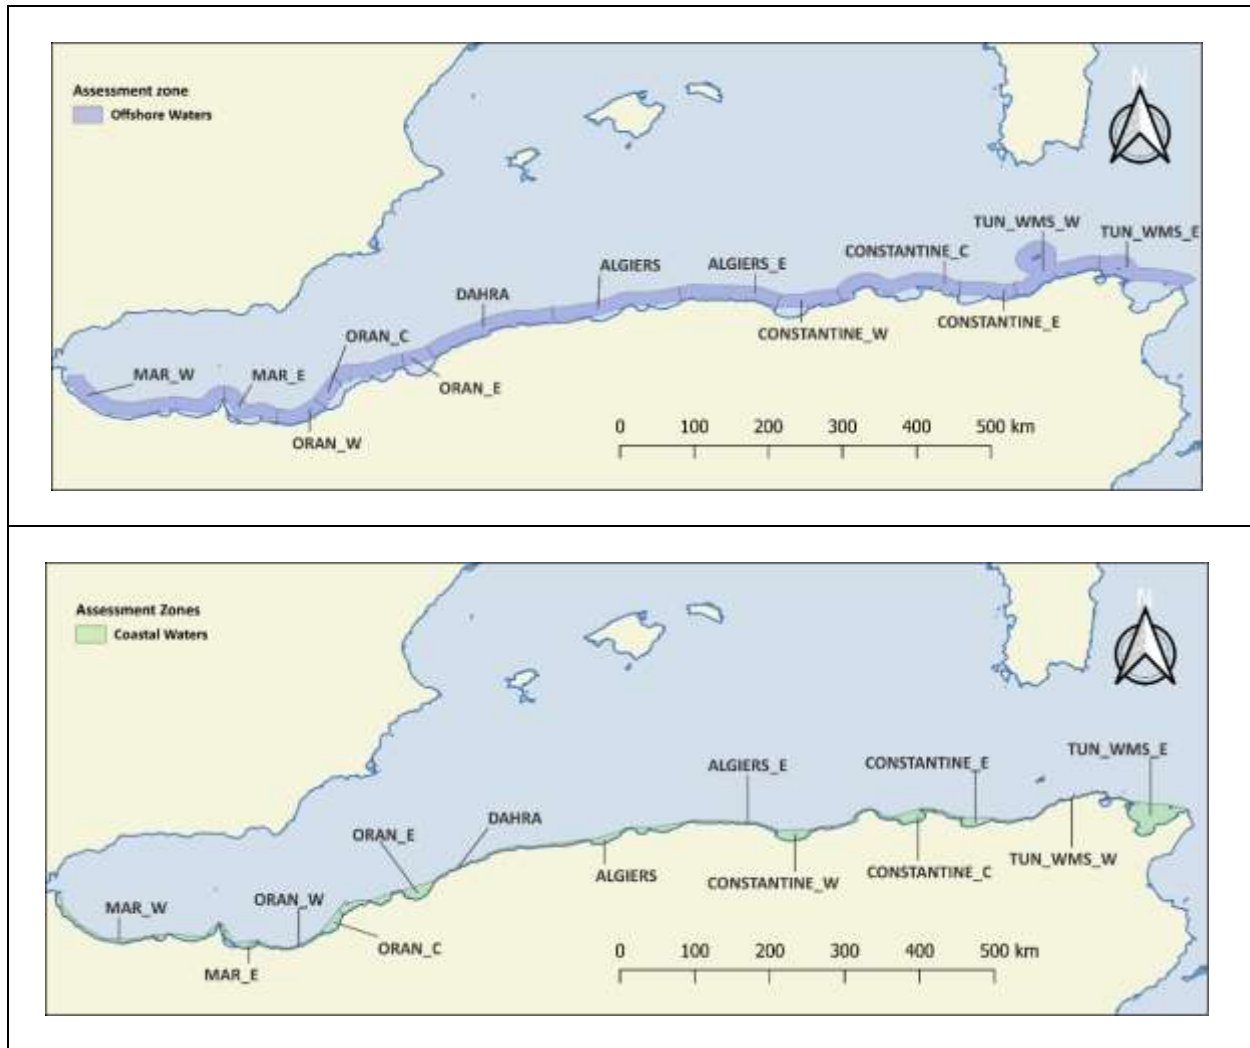 Assessment zone
Offshore Waters
N
TUN_WMS_W
TUN_WMS_E
CONSTANTINE_C
ALGIERS
ALGIERS_E
DAHRA
CONSTANTINE_E
CONSTANTINE_W
ORAN_C
MAR_W
MAR_E
ORAN_E
ORAN_W
0 100 200 300 400 500 km
Assessment Zones
Coastal Waters
N
TUN_WMS_E
ALGIERS_E
CONSTANTINE_E
DAHRA
ORAN_E
TUN_WMS_W
ALGIERS
CONSTANTINE_W
CONSTANTINE_C
ORAN_W
MAR_W
ORAN_C
MAR_E
0 100 200 300 400 500 km